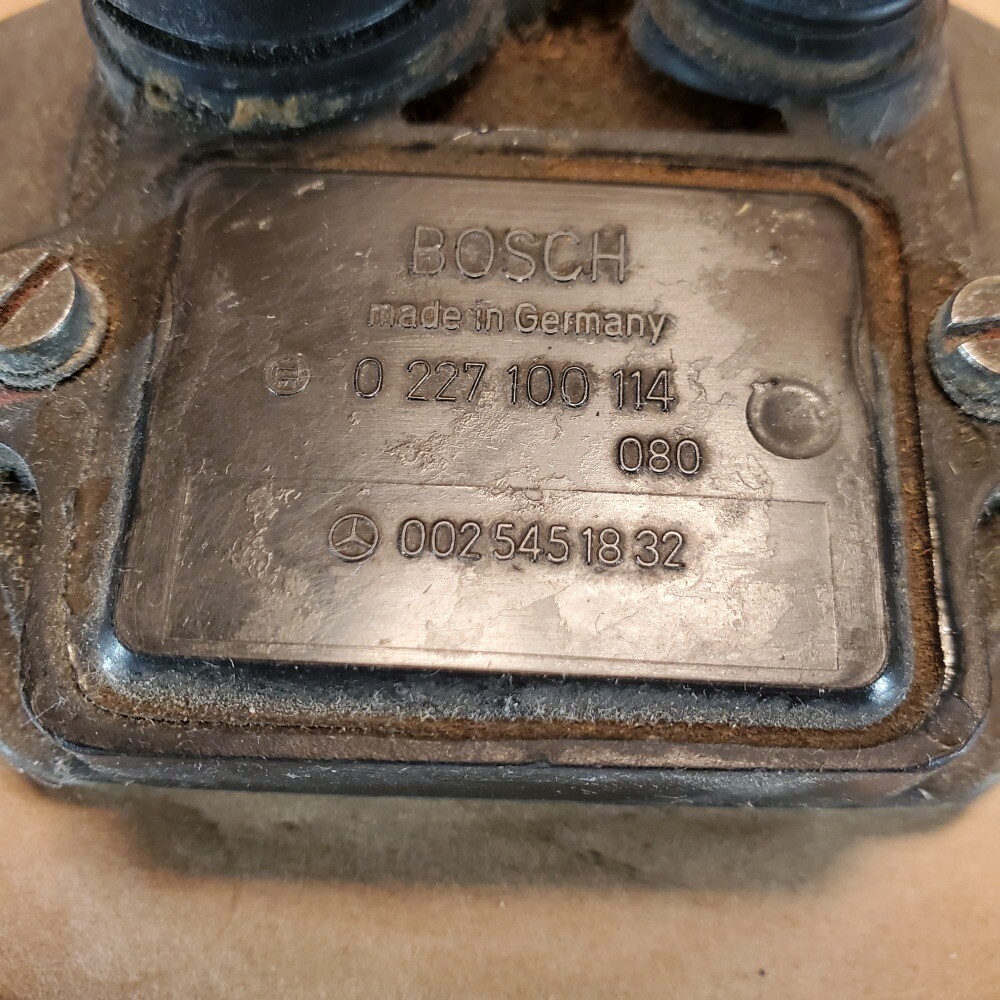 BOSCH
made in Germany
0 227 100 114
080
002 545 18 32